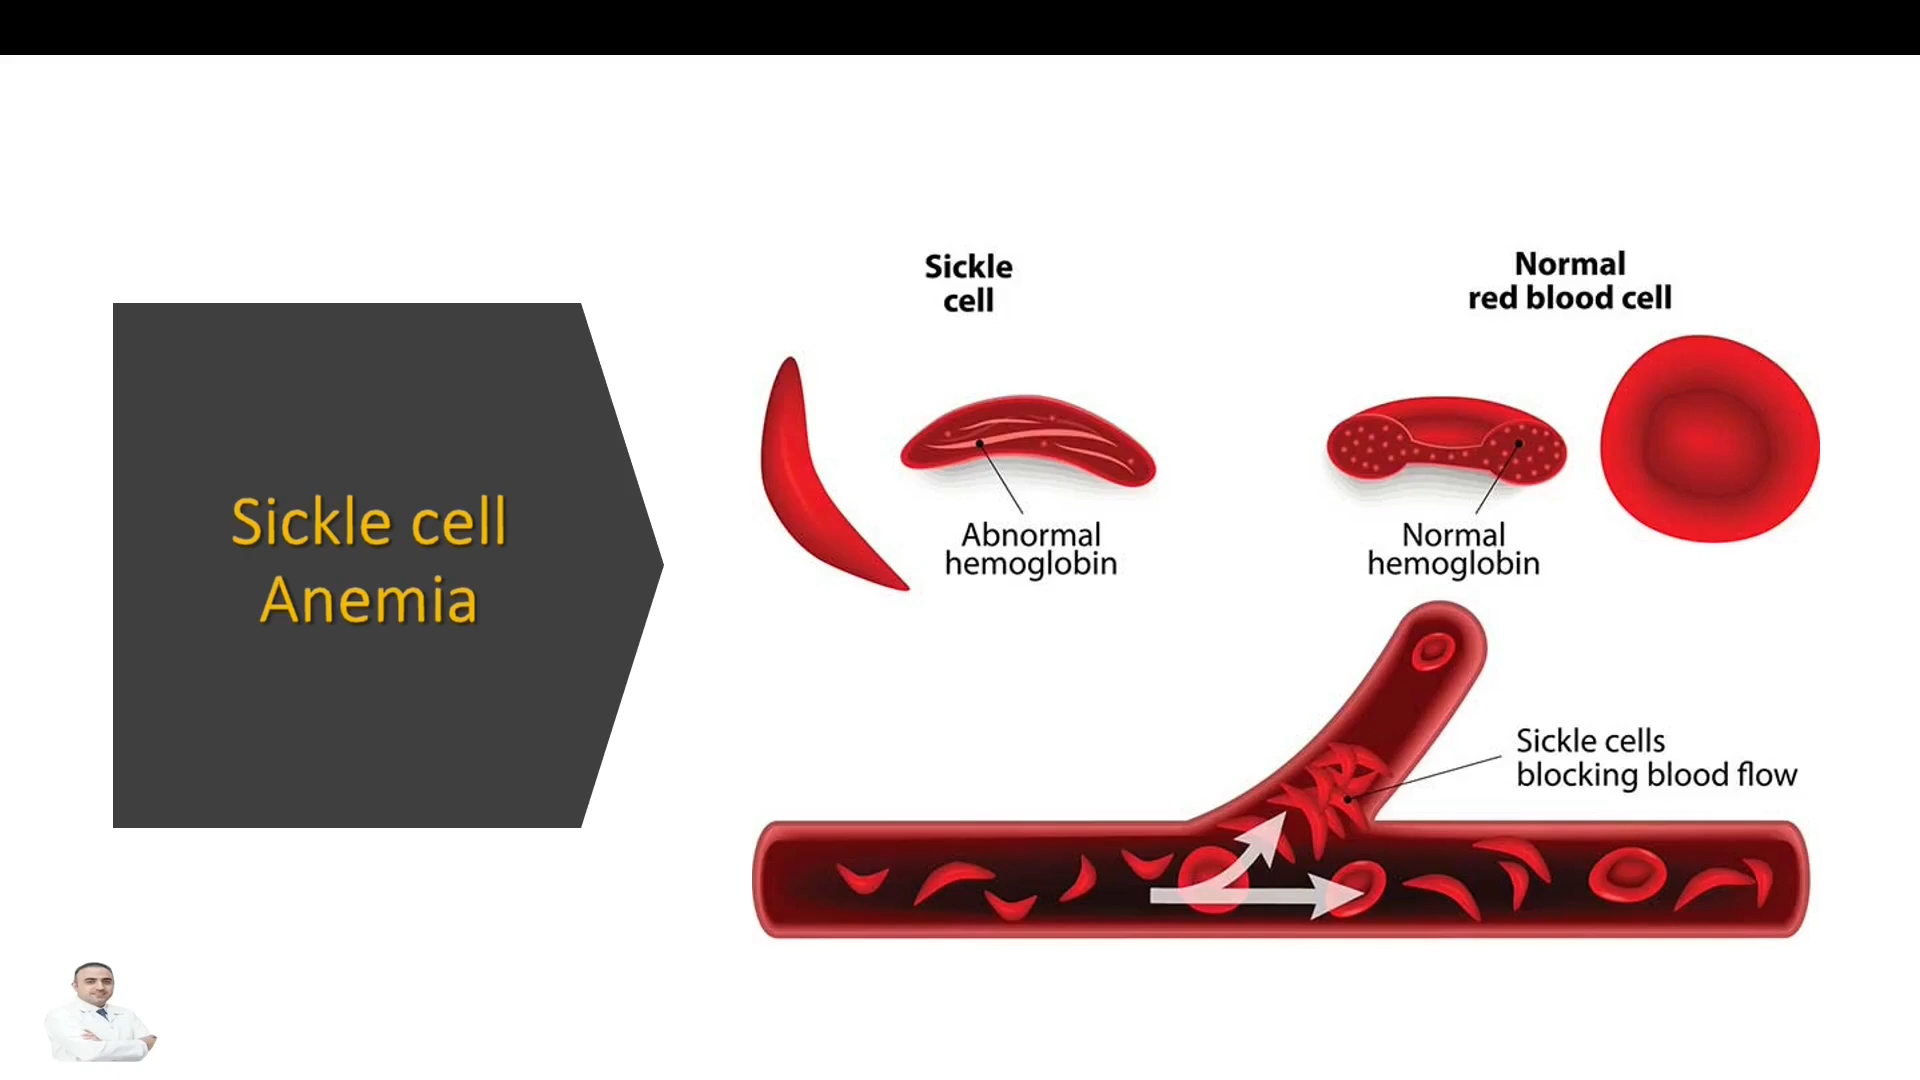 Sickle cell
Anemia
Sickle
cell
Normal
red blood cell
Abnormal
hemoglobin
Normal
hemoglobin
Sickle cells
blocking blood flow